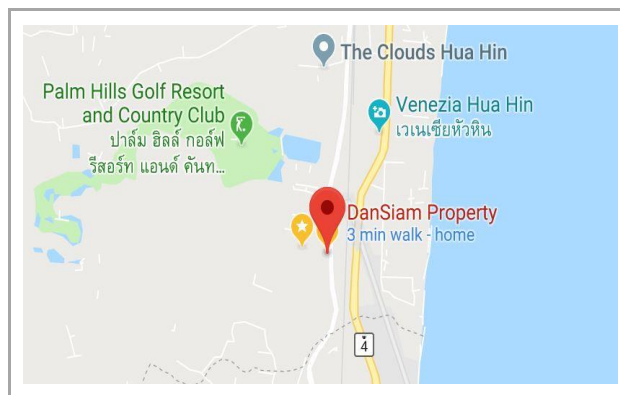 The Clouds Hua Hin
Palm Hills Golf Resort
and Country Club
ปาล์ม ฮิลล์ กอล์ฟ
รีสอร์ท แอนด์ คันท...
Venezia Hua Hin
เวเนเซียหัวหิน
DanSiam Property
3 min walk - home
4